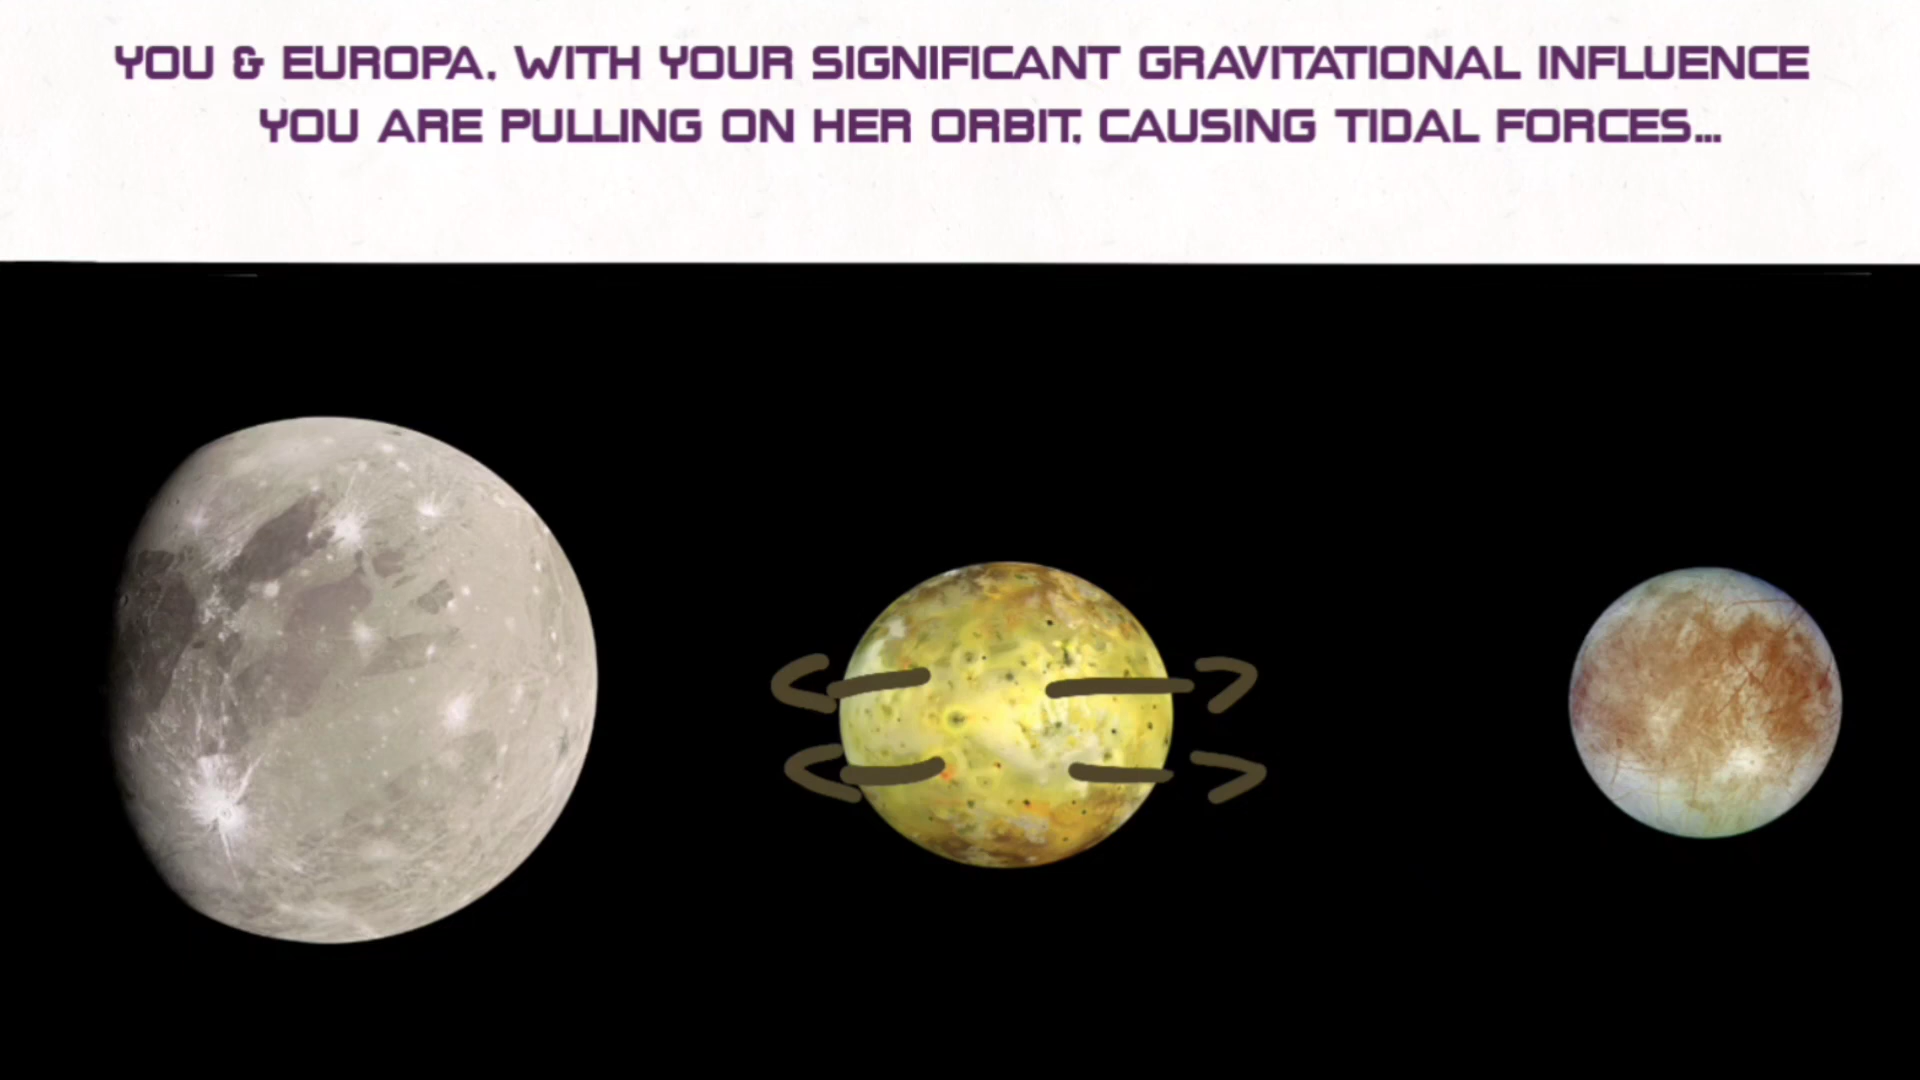 YOU & EUROPA. WITH YOUR SIGNIFICANT GRAVITATIONAL INFLUENCE
YOU ARE PULLING ON HER ORBIT, CAUSING TIDAL FORCES...